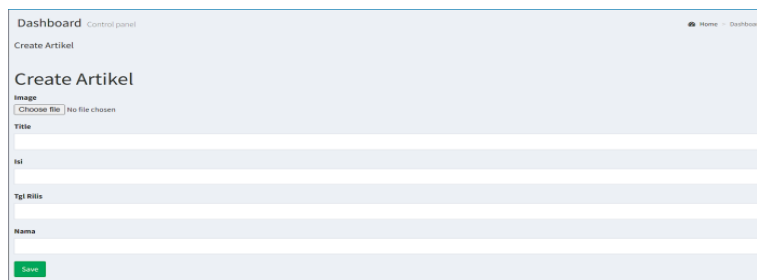 Dashboard Control panel Home > Dashboar
Create Artikel
Create Artikel
Image
Choose file No file chosen
Title
Isi
Tgl Rilis
Nama
Save